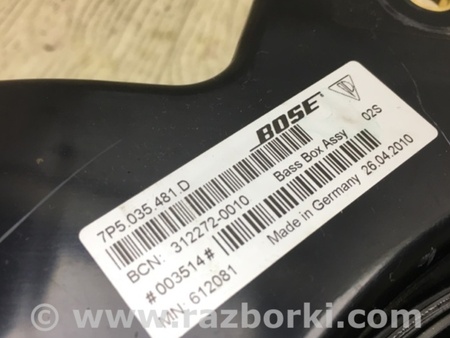 BOSE
7P5.035.481.D
02S
Bass Box Assy
BCN: 312272-0010
Made in Germany 26.04.2010
#003514#
MN: 612081
© www.razborki.com